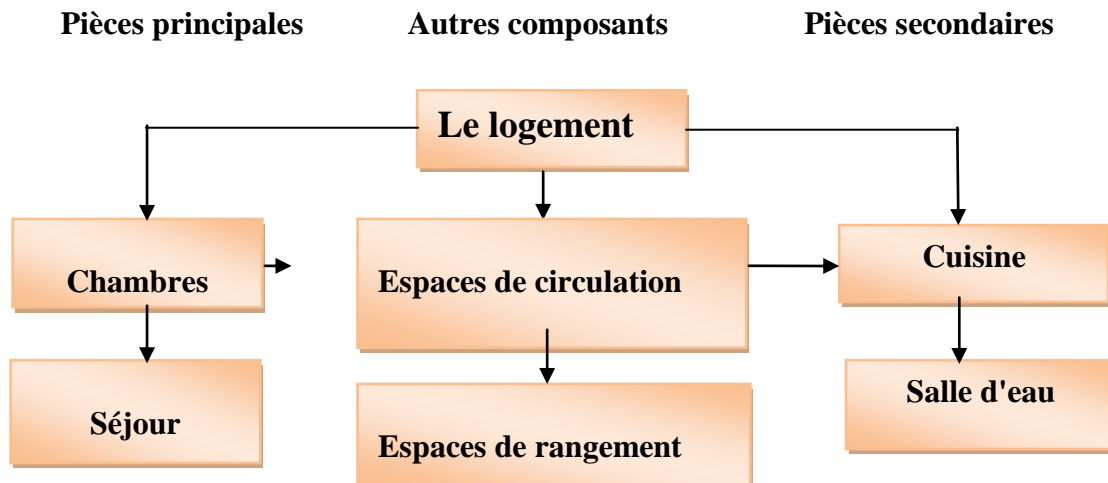 Pièces principales Autres composants Pièces secondaires
Le logement
Chambres Espaces de circulation Cuisine
Séjour Espaces de rangement Salle d'eau